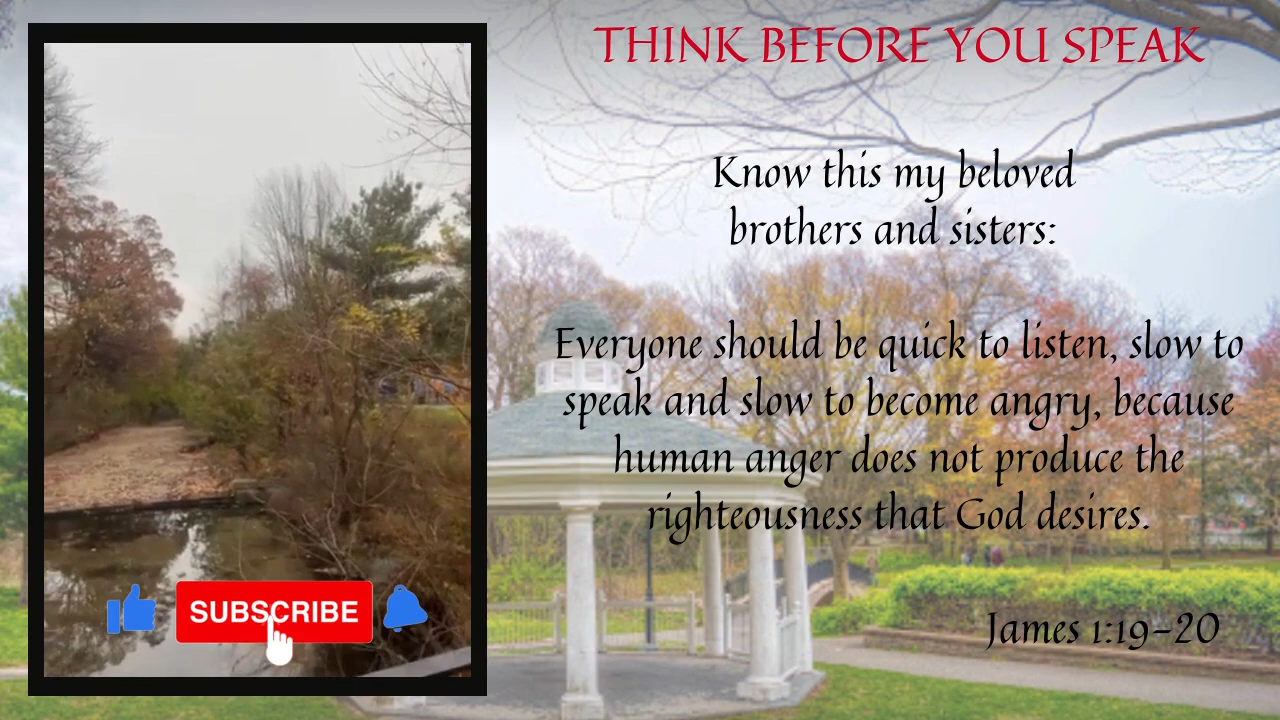 THINK BEFORE YOU SPEAK
Know this my beloved
brothers and sisters:
Everyone should be quick to listen, slow to
speak and slow to become angry, because
human anger does not produce the
righteousness that God desires.
James 1:19–20
SUBSCRIBE